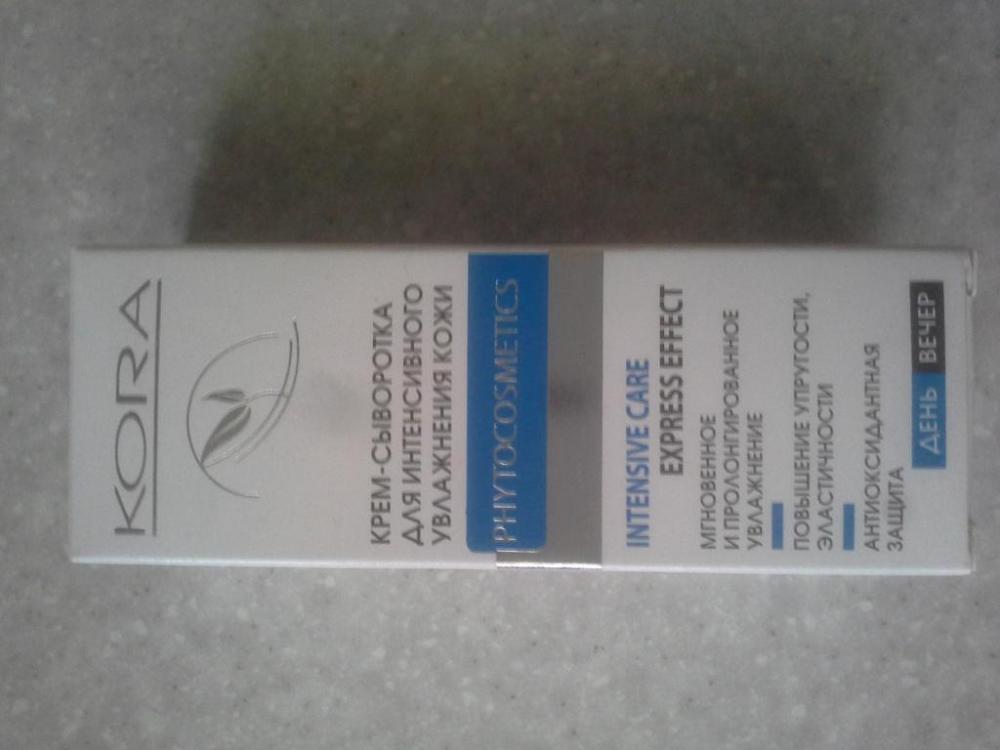 KORA
КРЕМ-СЫВОРОТКА
ДЛЯ ИНТЕНСИВНОГО
УВЛАЖНЕНИЯ КОЖИ
PHYTOCOSMETICS
INTENSIVE CARE
EXPRESS EFFECT
МГНОВЕННОЕ
И ПРОЛОНГИРОВАННОЕ
УВЛАЖНЕНИЕ
ПОВЫШЕНИЕ УПРУГОСТИ,
ЭЛАСТИЧНОСТИ
АНТИОКСИДАНТНАЯ
ЗАЩИТА
ДЕНЬ ВЕЧЕР